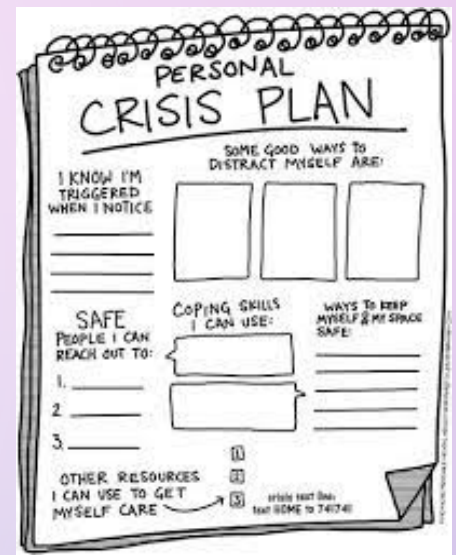 PERSONAL
CRISIS PLAN
I KNOW I'M
TRIGGERED
WHEN I NOTICE
SOME GOOD WAYS TO
DISTRACT MYSELF ARE:
SAFE
PEOPLE I CAN
REACH OUT TO:
1.
2
3.
COPING SKILLS
I CAN USE:
WAYS TO KEEP
MYSELF & MY SPACE
SAFE:
OTHER RESOURCES
I CAN USE TO GET
MYSELF CARE
1
2
3
crisis text line:
text HOME to 741741